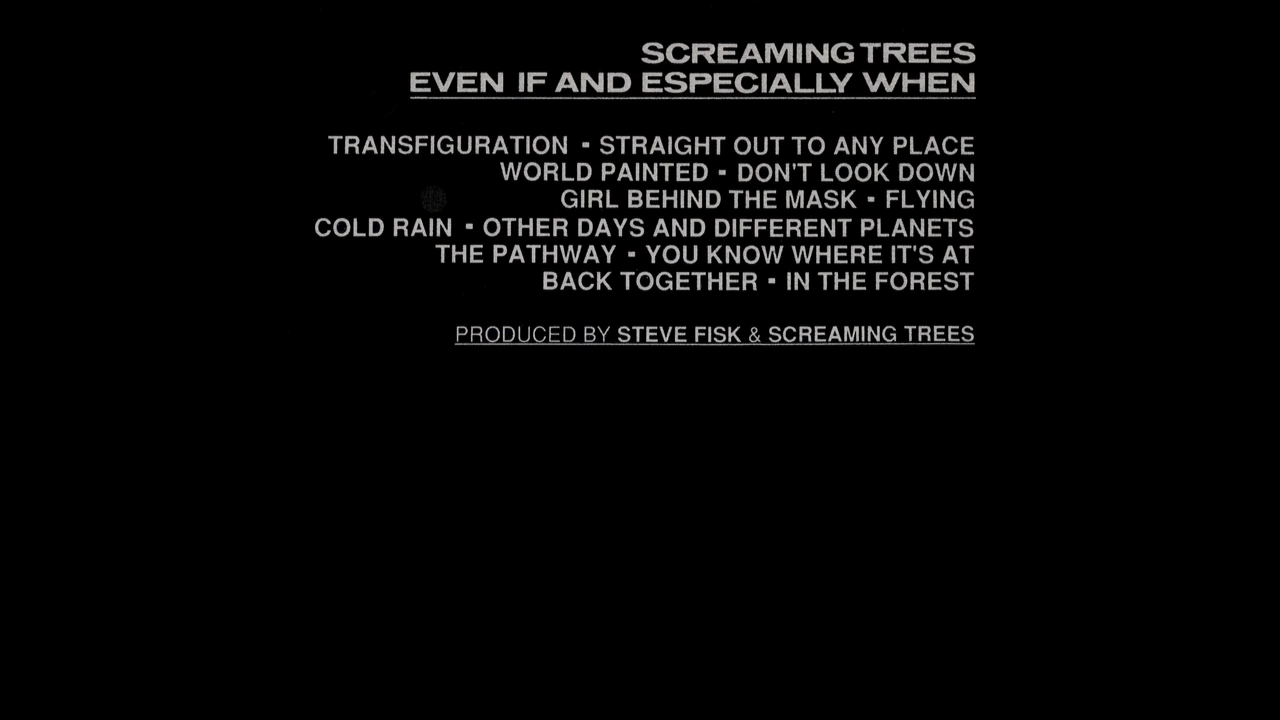 SCREAMING TREES
EVEN IF AND ESPECIALLY WHEN
TRANSFIGURATION ▪ STRAIGHT OUT TO ANY PLACE
WORLD PAINTED ▪ DON'T LOOK DOWN
GIRL BEHIND THE MASK ▪ FLYING
COLD RAIN ▪ OTHER DAYS AND DIFFERENT PLANETS
THE PATHWAY ▪ YOU KNOW WHERE IT'S AT
BACK TOGETHER ▪ IN THE FOREST
PRODUCED BY STEVE FISK & SCREAMING TREES